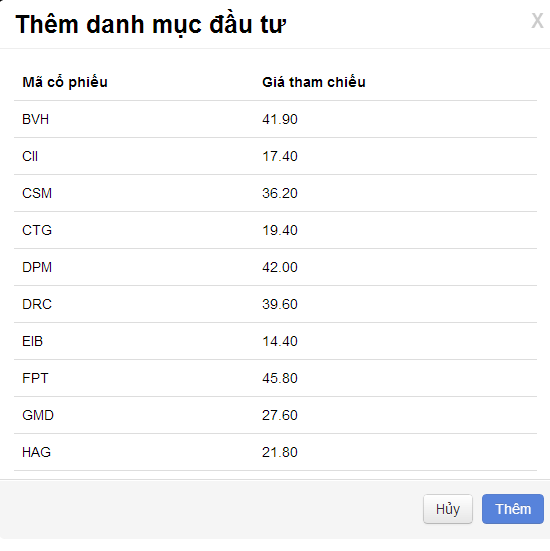 Thêm danh mục đầu tư
X
Mã cổ phiếu Giá tham chiếu
BVH 41.90
CII 17.40
CSM 36.20
CTG 19.40
DPM 42.00
DRC 39.60
EIB 14.40
FPT 45.80
GMD 27.60
HAG 21.80
Hủy Thêm